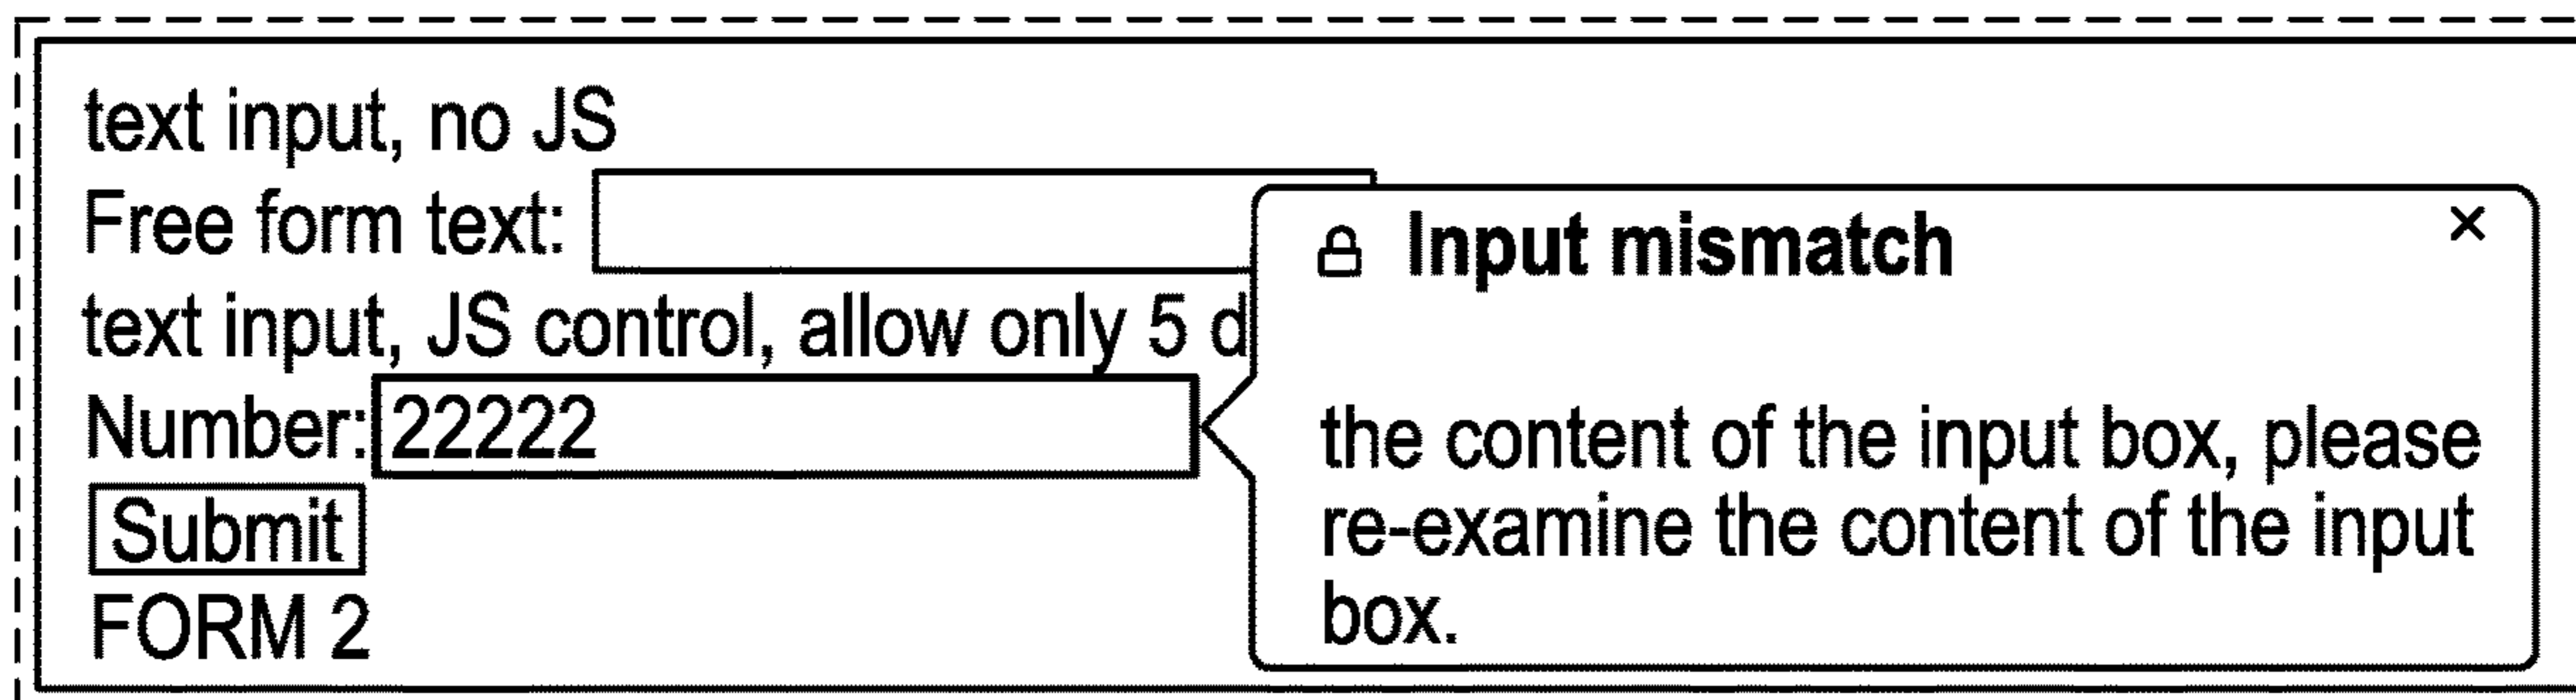 text input, no JS
Free form text:
text input, JS control, allow only 5 d
Number: 22222
Submit
FORM 2
Input mismatch ×
the content of the input box, please
re-examine the content of the input
box.